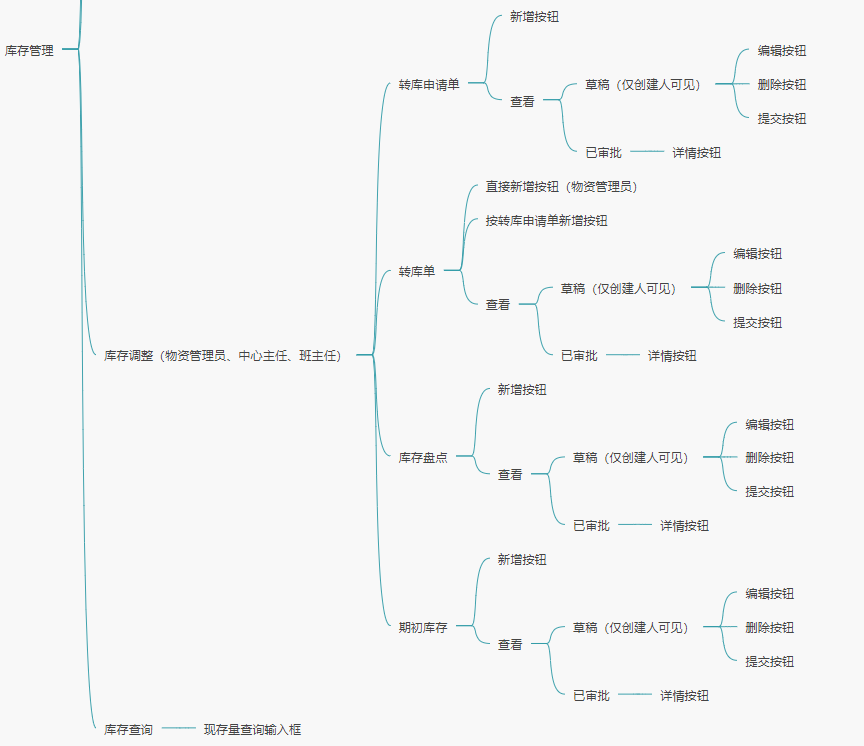 库存管理
库存调整（物资管理员、中心主任、班主任）
转库申请单
新增按钮
查看
草稿（仅创建人可见）
编辑按钮
删除按钮
提交按钮
已审批
详情按钮
转库单
直接新增按钮（物资管理员）
按转库申请单新增按钮
查看
草稿（仅创建人可见）
编辑按钮
删除按钮
提交按钮
已审批
详情按钮
库存盘点
新增按钮
查看
草稿（仅创建人可见）
编辑按钮
删除按钮
提交按钮
已审批
详情按钮
期初库存
新增按钮
查看
草稿（仅创建人可见）
编辑按钮
删除按钮
提交按钮
已审批
详情按钮
库存查询
现存量查询输入框